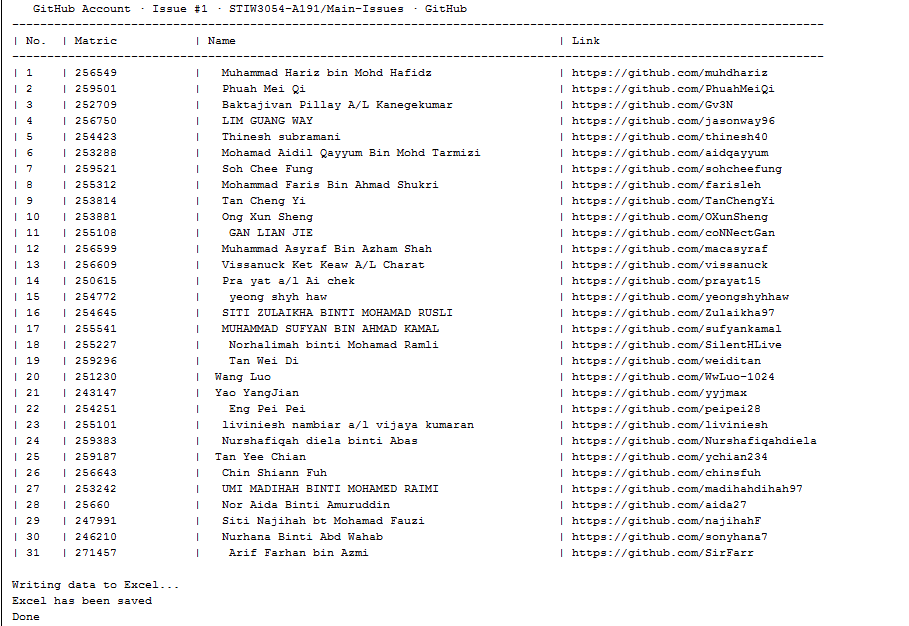 GitHub Account · Issue #1 · STIW3054-A191/Main-Issues · GitHub
------------------------------------------------------------------------------------------------------------------------
| No. | Matric | Name | Link
------------------------------------------------------------------------------------------------------------------------
| 1 | 256549 | Muhammad Hariz bin Mohd Hafidz | https://github.com/muhdhariz
| 2 | 259501 | Phuah Mei Qi | https://github.com/PhuahMeiQi
| 3 | 252709 | Baktajivan Pillay A/L Kanegekumar | https://github.com/Gv3N
| 4 | 256750 | LIM GUANG WAY | https://github.com/jasonway96
| 5 | 254423 | Thinesh subramani | https://github.com/thinesh40
| 6 | 253288 | Mohamad Aidil Qayyum Bin Mohd Tarmizi | https://github.com/aidqayyum
| 7 | 259521 | Soh Chee Fung | https://github.com/sohcheefung
| 8 | 255312 | Mohammad Faris Bin Ahmad Shukri | https://github.com/farisleh
| 9 | 253814 | Tan Cheng Yi | https://github.com/TanChengYi
| 10 | 253881 | Ong Xun Sheng | https://github.com/OXunSheng
| 11 | 255108 | GAN LIAN JIE | https://github.com/coNNectGan
| 12 | 256599 | Muhammad Asyraf Bin Azham Shah | https://github.com/macasyraf
| 13 | 256609 | Vissanuck Ket Keaw A/L Charat | https://github.com/vissanuck
| 14 | 250615 | Pra yat a/l Ai chek | https://github.com/prayat15
| 15 | 254772 | yeong shyh haw | https://github.com/yeongshyhhaw
| 16 | 254645 | SITI ZULAIKHA BINTI MOHAMAD RUSLI | https://github.com/Zulaikha97
| 17 | 255541 | MUHAMMAD SUFYAN BIN AHMAD KAMAL | https://github.com/sufyankamal
| 18 | 255227 | Norhalimah binti Mohamad Ramli | https://github.com/SilentHLive
| 19 | 259296 | Tan Wei Di | https://github.com/weiditan
| 20 | 251230 | Wang Luo | https://github.com/WwLuo-1024
| 21 | 243147 | Yao YangJian | https://github.com/yyjmax
| 22 | 254251 | Eng Pei Pei | https://github.com/peipei28
| 23 | 255101 | liviniesh nambiar a/l vijaya kumaran | https://github.com/liviniesh
| 24 | 259383 | Nurshafiqah diela binti Abas | https://github.com/Nurshafiqahdiela
| 25 | 259187 | Tan Yee Chian | https://github.com/ychian234
| 26 | 256643 | Chin Shiann Fuh | https://github.com/chinsfuh
| 27 | 253242 | UMI MADIHAH BINTI MOHAMED RAIMI | https://github.com/madihahdihah97
| 28 | 25660 | Nor Aida Binti Amuruddin | https://github.com/aida27
| 29 | 247991 | Siti Najihah bt Mohamad Fauzi | https://github.com/najihahF
| 30 | 246210 | Nurhana Binti Abd Wahab | https://github.com/sonyhana7
| 31 | 271457 | Arif Farhan bin Azmi | https://github.com/SirFarr
Writing data to Excel...
Excel has been saved
Done